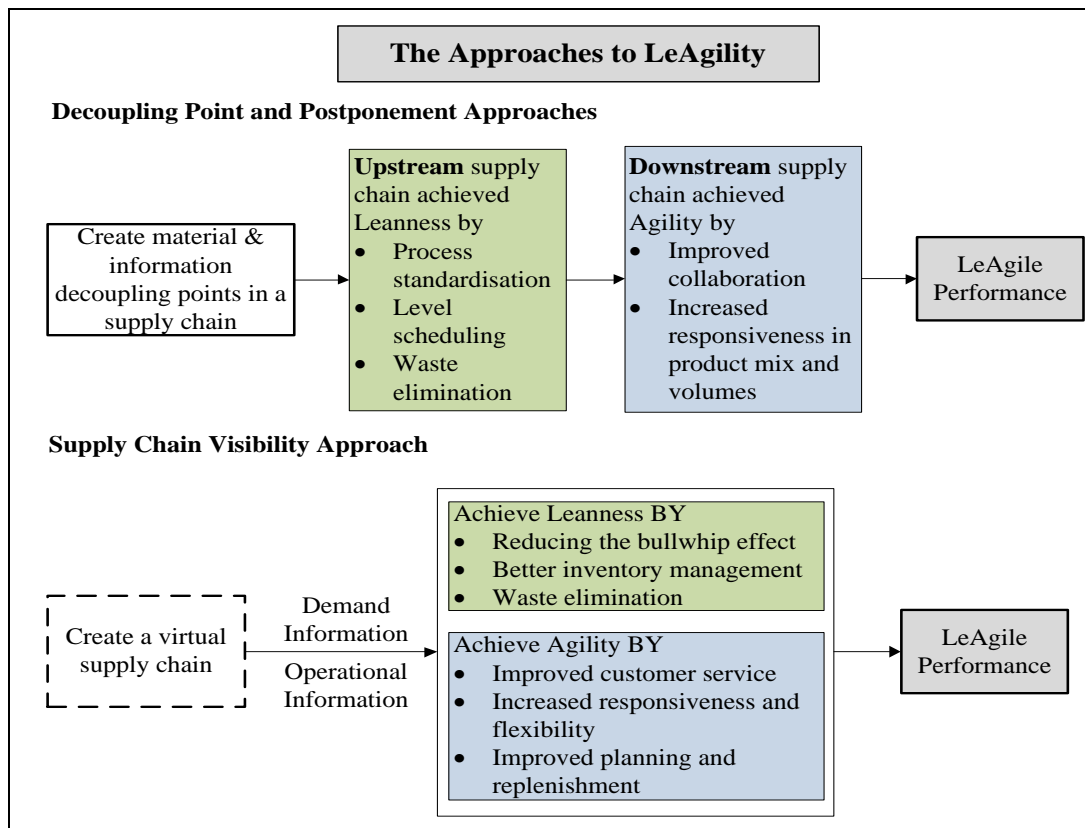 The Approaches to LeAgility
Decoupling Point and Postponement Approaches
Create material &
information
decoupling points in a
supply chain
Upstream supply
chain achieved
Leanness by
• Process
standardisation
• Level
scheduling
• Waste
elimination
Downstream supply
chain achieved
Agility by
• Improved
collaboration
• Increased
responsiveness in
product mix and
volumes
LeAgile
Performance
Supply Chain Visibility Approach
Create a virtual
supply chain
Demand
Information
Operational
Information
Achieve Leanness BY
• Reducing the bullwhip effect
• Better inventory management
• Waste elimination
Achieve Agility BY
• Improved customer service
• Increased responsiveness and
flexibility
• Improved planning and
replenishment
LeAgile
Performance